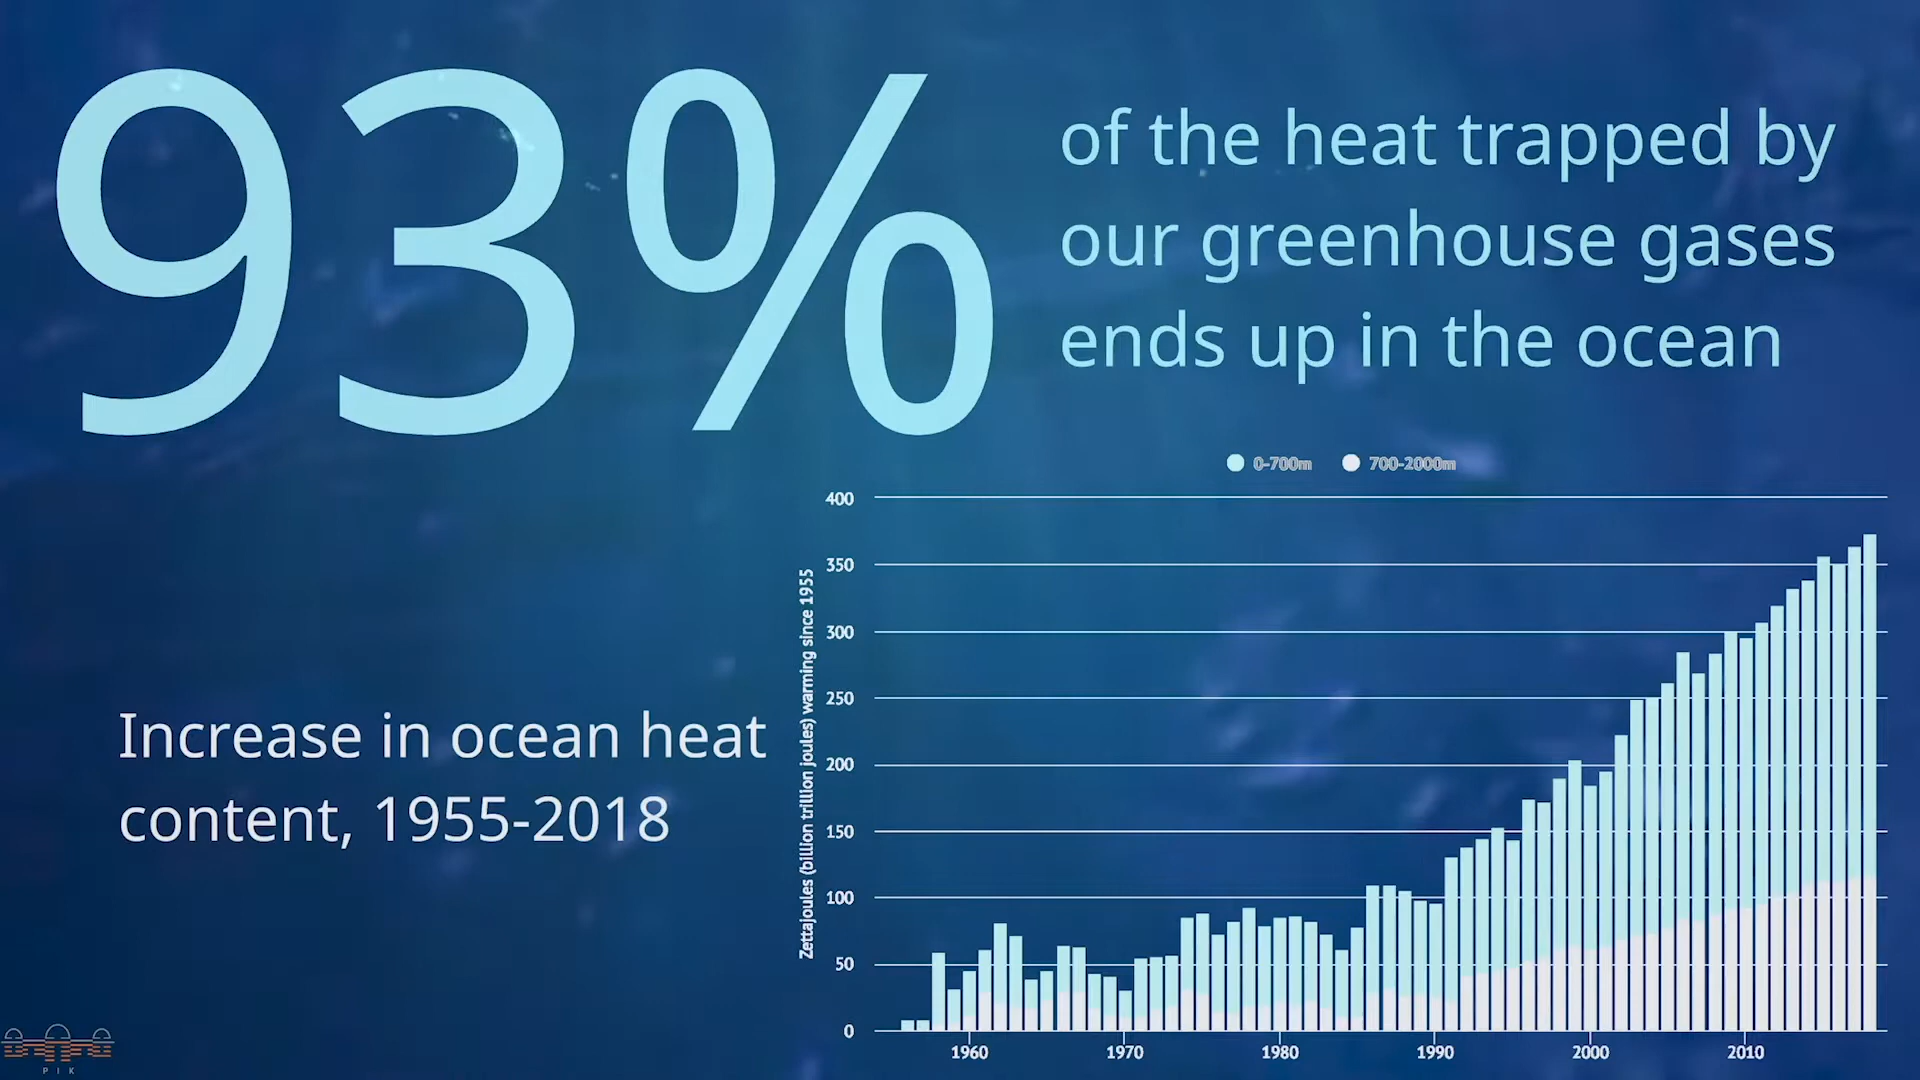 93%
of the heat trapped by
our greenhouse gases
ends up in the ocean
Increase in ocean heat
content, 1955-2018
0-700m 700-2000m
Zettajoules (billion trillion joules) warming since 1955
400
350
300
250
200
150
100
50
0
1960 1970 1980 1990 2000 2010
PIK